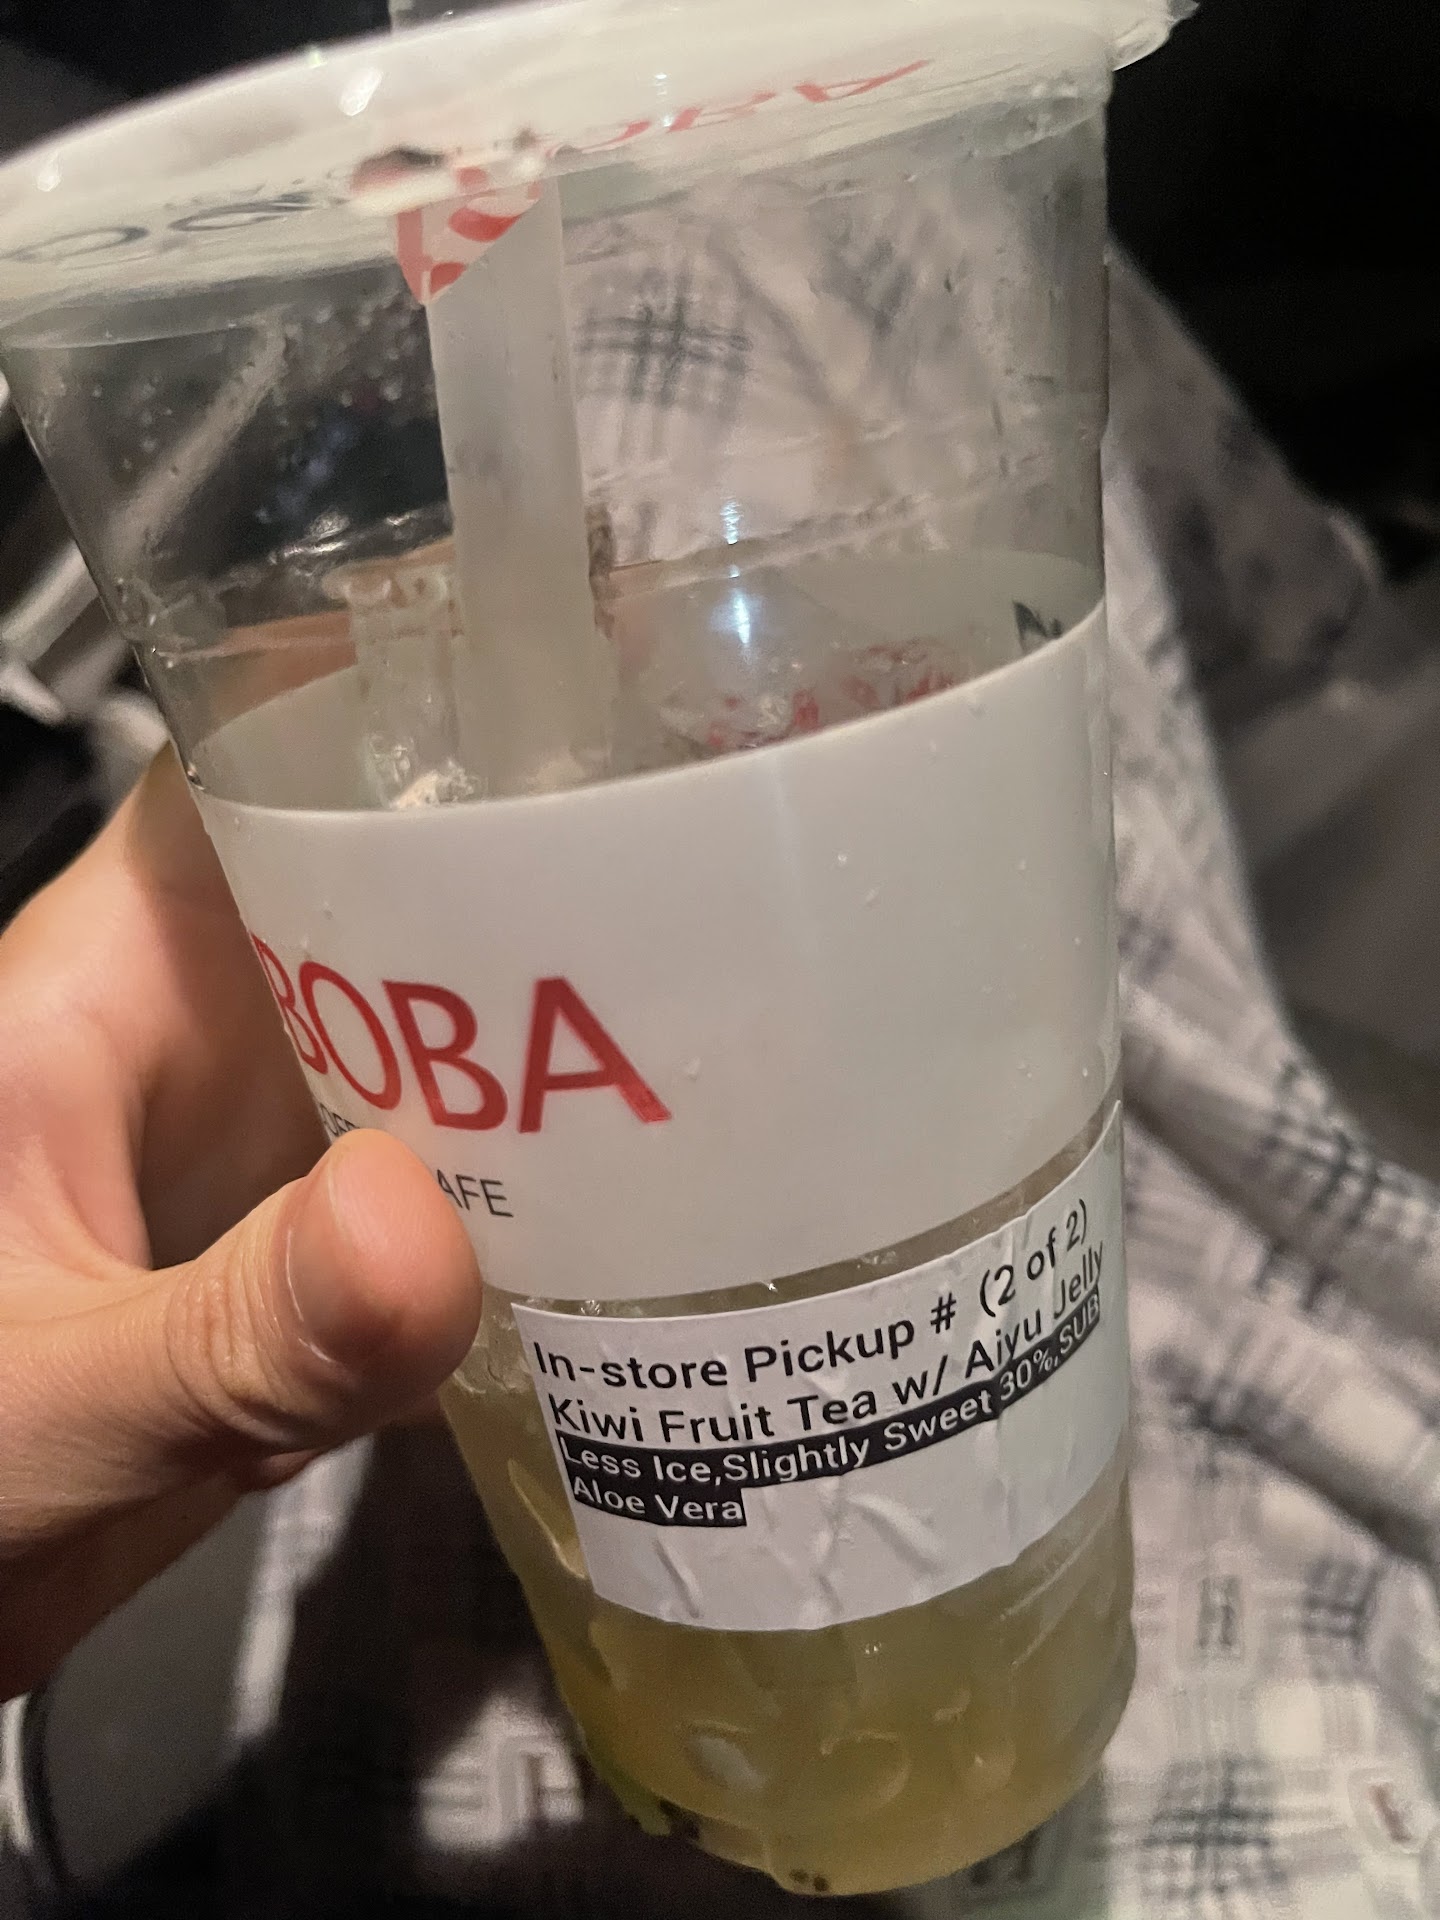 BOBA
BOBA
AFE
In-store Pickup # (2 of 2)
Kiwi Fruit Tea w/ Aiyu Jelly
Less Ice,Slightly Sweet 30%,SUB
Aloe Vera